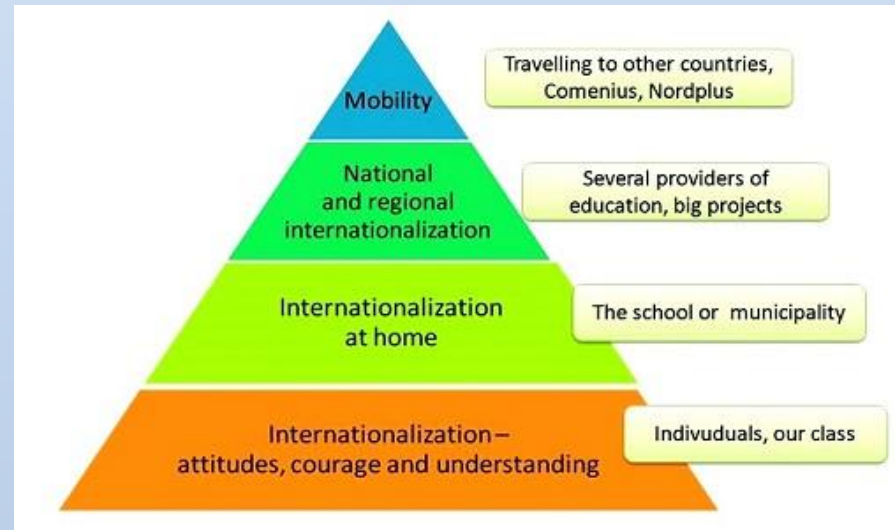 Mobility
Travelling to other countries,
Comenius, Nordplus
National
and regional
internationalization
Several providers of
education, big projects
Internationalization
at home
The school or municipality
Internationalization–
attitudes, courage and understanding
Indivuduals, our class